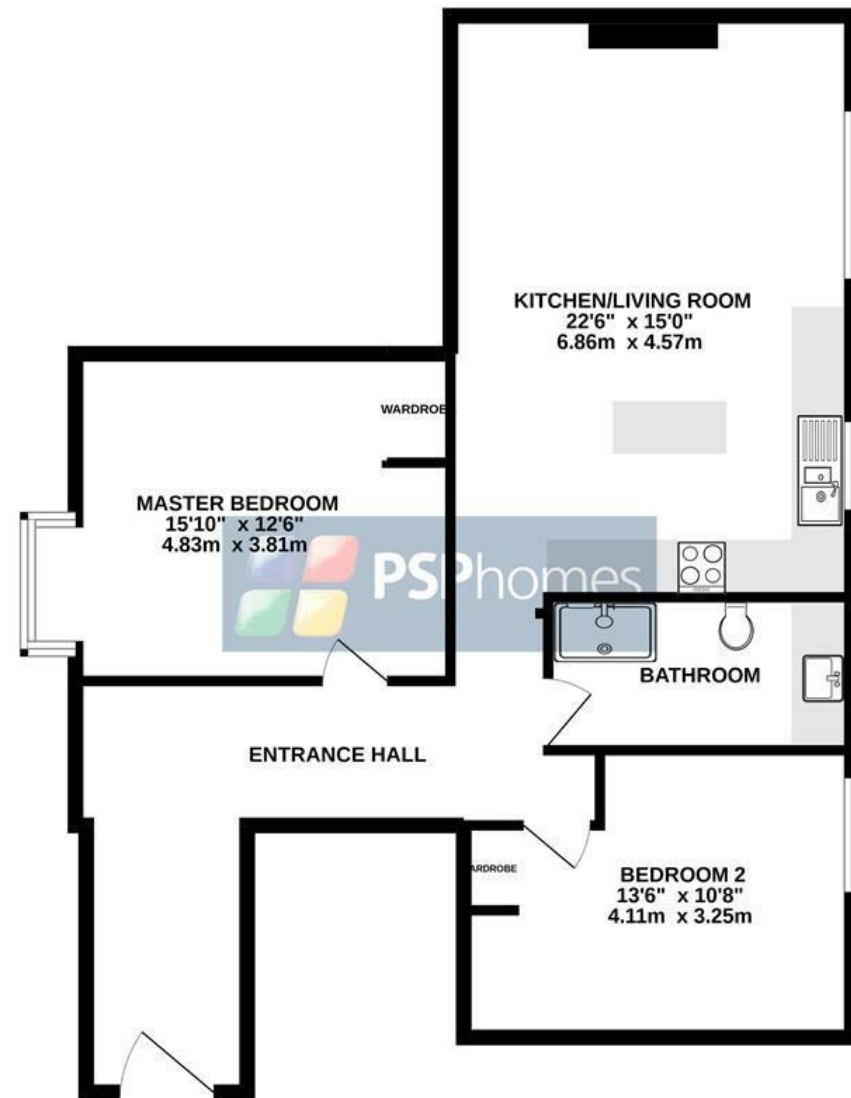 KITCHEN/LIVING ROOM
22'6" x 15'0"
6.86m x 4.57m
WARDROBE
MASTER BEDROOM
15'10" x 12'6"
4.83m x 3.81m
PSPhomes
BATHROOM
ENTRANCE HALL
ARDROBE
BEDROOM 2
13'6" x 10'8"
4.11m x 3.25m